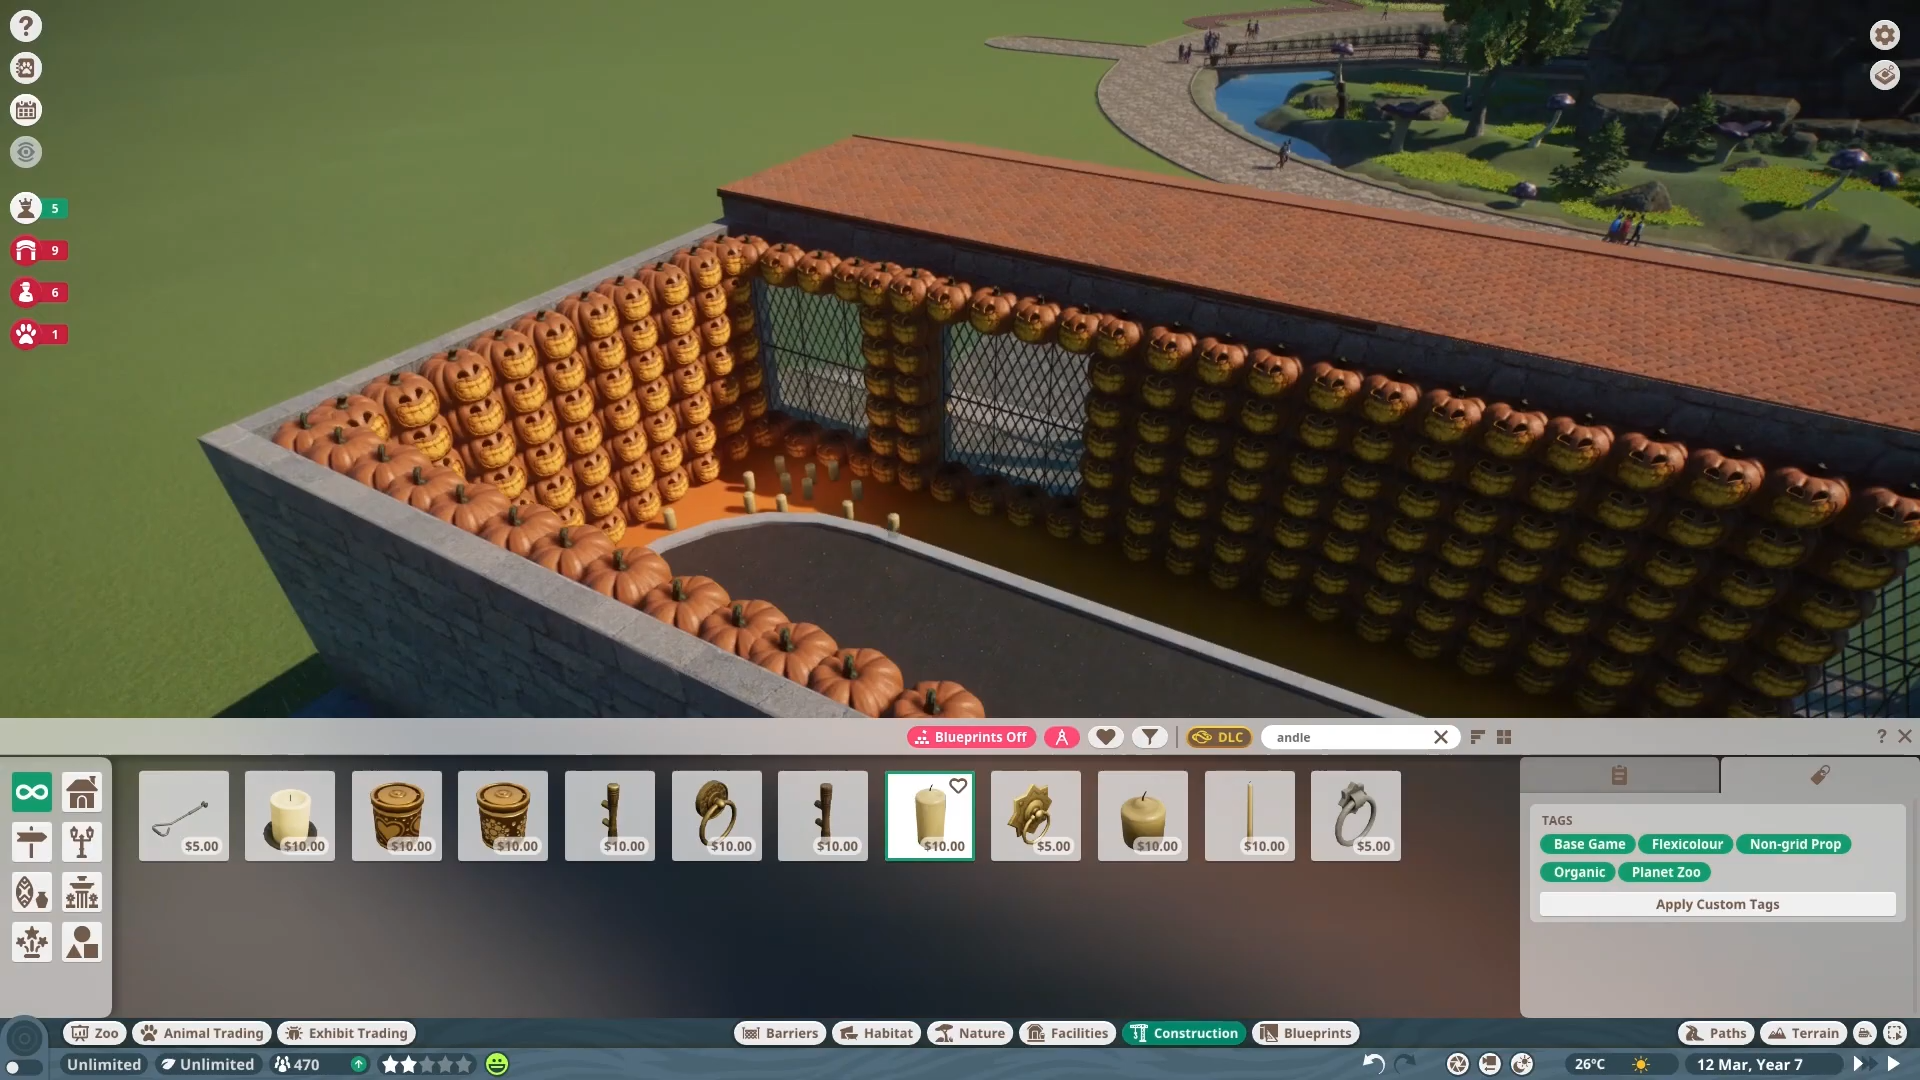 ?
5
9
6
1
Blueprints Off
DLC
andle
?
$5.00
$10.00
$10.00
$10.00
$10.00
$10.00
$10.00
$10.00
$5.00
$10.00
$10.00
$5.00
TAGS
Base Game
Flexicolour
Non-grid Prop
Organic
Planet Zoo
Apply Custom Tags
Zoo
Animal Trading
Exhibit Trading
Barriers
Habitat
Nature
Facilities
Construction
Blueprints
Paths
Terrain
Unlimited
Unlimited
470
26°C
12 Mar, Year 7